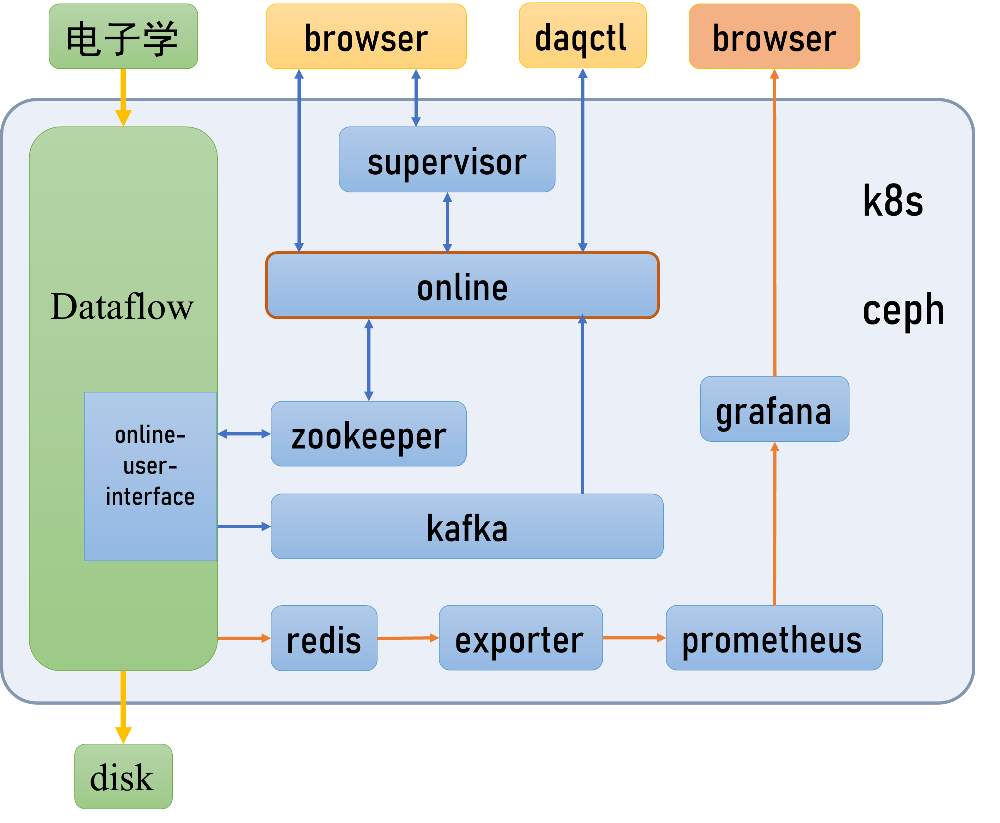 电子学
browser
daqctl
browser
supervisor
k8s
online
Dataflow
ceph
grafana
online-
user-
interface
zookeeper
kafka
redis
exporter
prometheus
disk